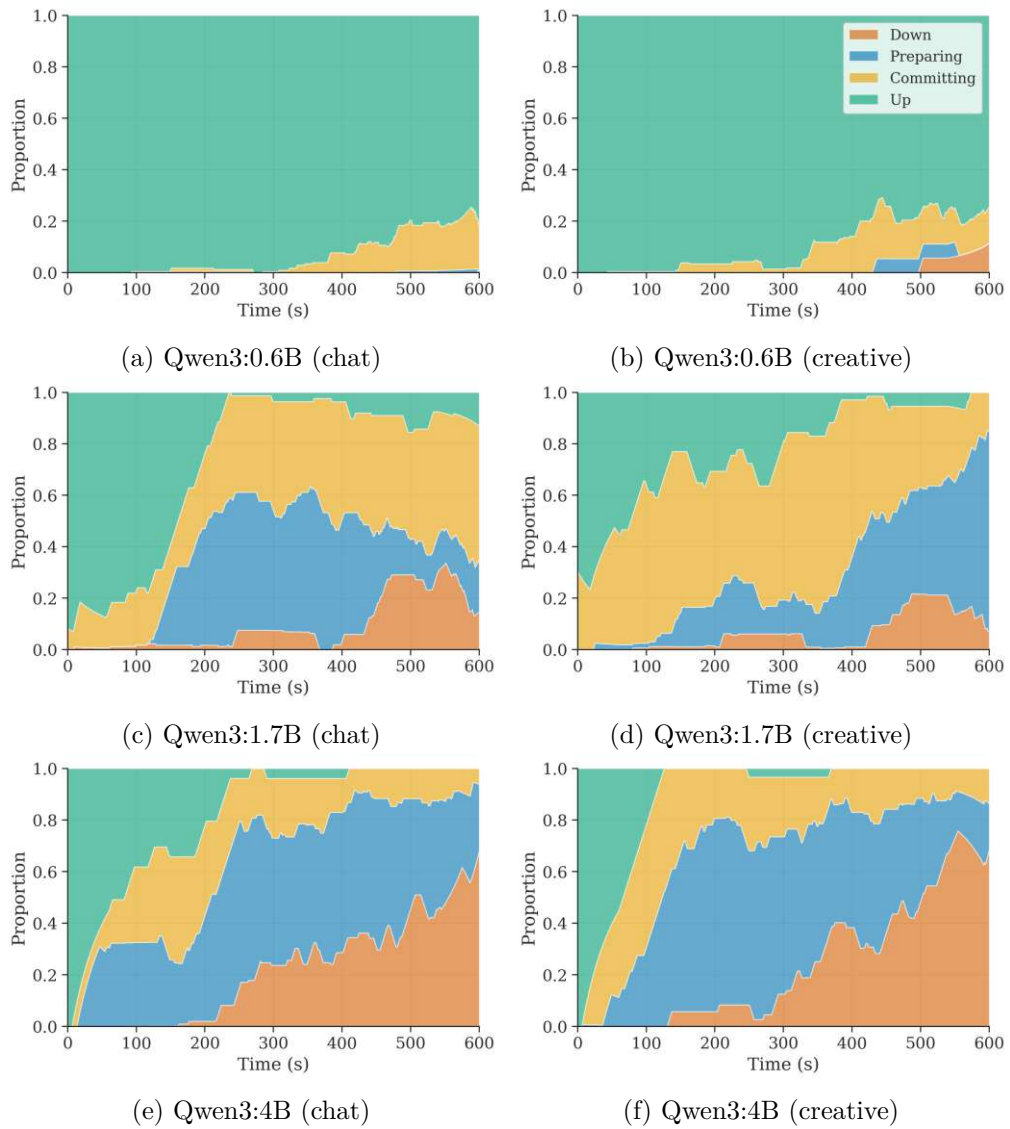 1.0
0.8
0.6
0.4
0.2
0.0
Proportion
0 100 200 300 400 500 600
Time (s)
(a) Qwen3:0.6B (chat)
1.0
0.8
0.6
0.4
0.2
0.0
Proportion
Down
Preparing
Committing
Up
0 100 200 300 400 500 600
Time (s)
(b) Qwen3:0.6B (creative)
1.0
0.8
0.6
0.4
0.2
0.0
Proportion
0 100 200 300 400 500 600
Time (s)
(c) Qwen3:1.7B (chat)
1.0
0.8
0.6
0.4
0.2
0.0
Proportion
0 100 200 300 400 500 600
Time (s)
(d) Qwen3:1.7B (creative)
1.0
0.8
0.6
0.4
0.2
0.0
Proportion
0 100 200 300 400 500 600
Time (s)
(e) Qwen3:4B (chat)
1.0
0.8
0.6
0.4
0.2
0.0
Proportion
0 100 200 300 400 500 600
Time (s)
(f) Qwen3:4B (creative)